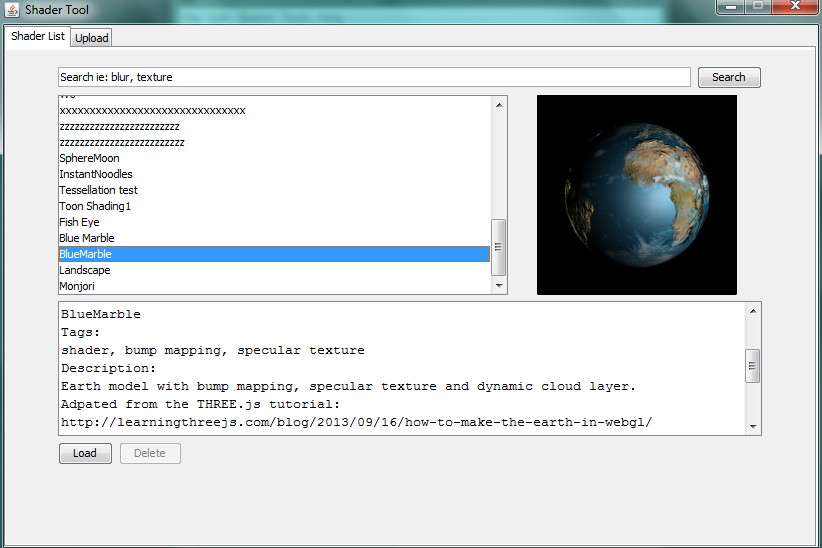 Shader Tool
Shader List
Upload
Search ie: blur, texture
Search
xxxxxxxxxxxxxxxxxxxxxxxxxxxxxxx
zzzzzzzzzzzzzzzzzzzzzzzz
zzzzzzzzzzzzzzzzzzzzzzzzz
SphereMoon
InstantNoodles
Tessellation test
Toon Shading1
Fish Eye
Blue Marble
BlueMarble
Landscape
Monjori
BlueMarble
Tags:
shader, bump mapping, specular texture
Description:
Earth model with bump mapping, specular texture and dynamic cloud layer.
Adpated from the THREE.js tutorial:
http://learningthreejs.com/blog/2013/09/16/how-to-make-the-earth-in-webgl/
Load
Delete